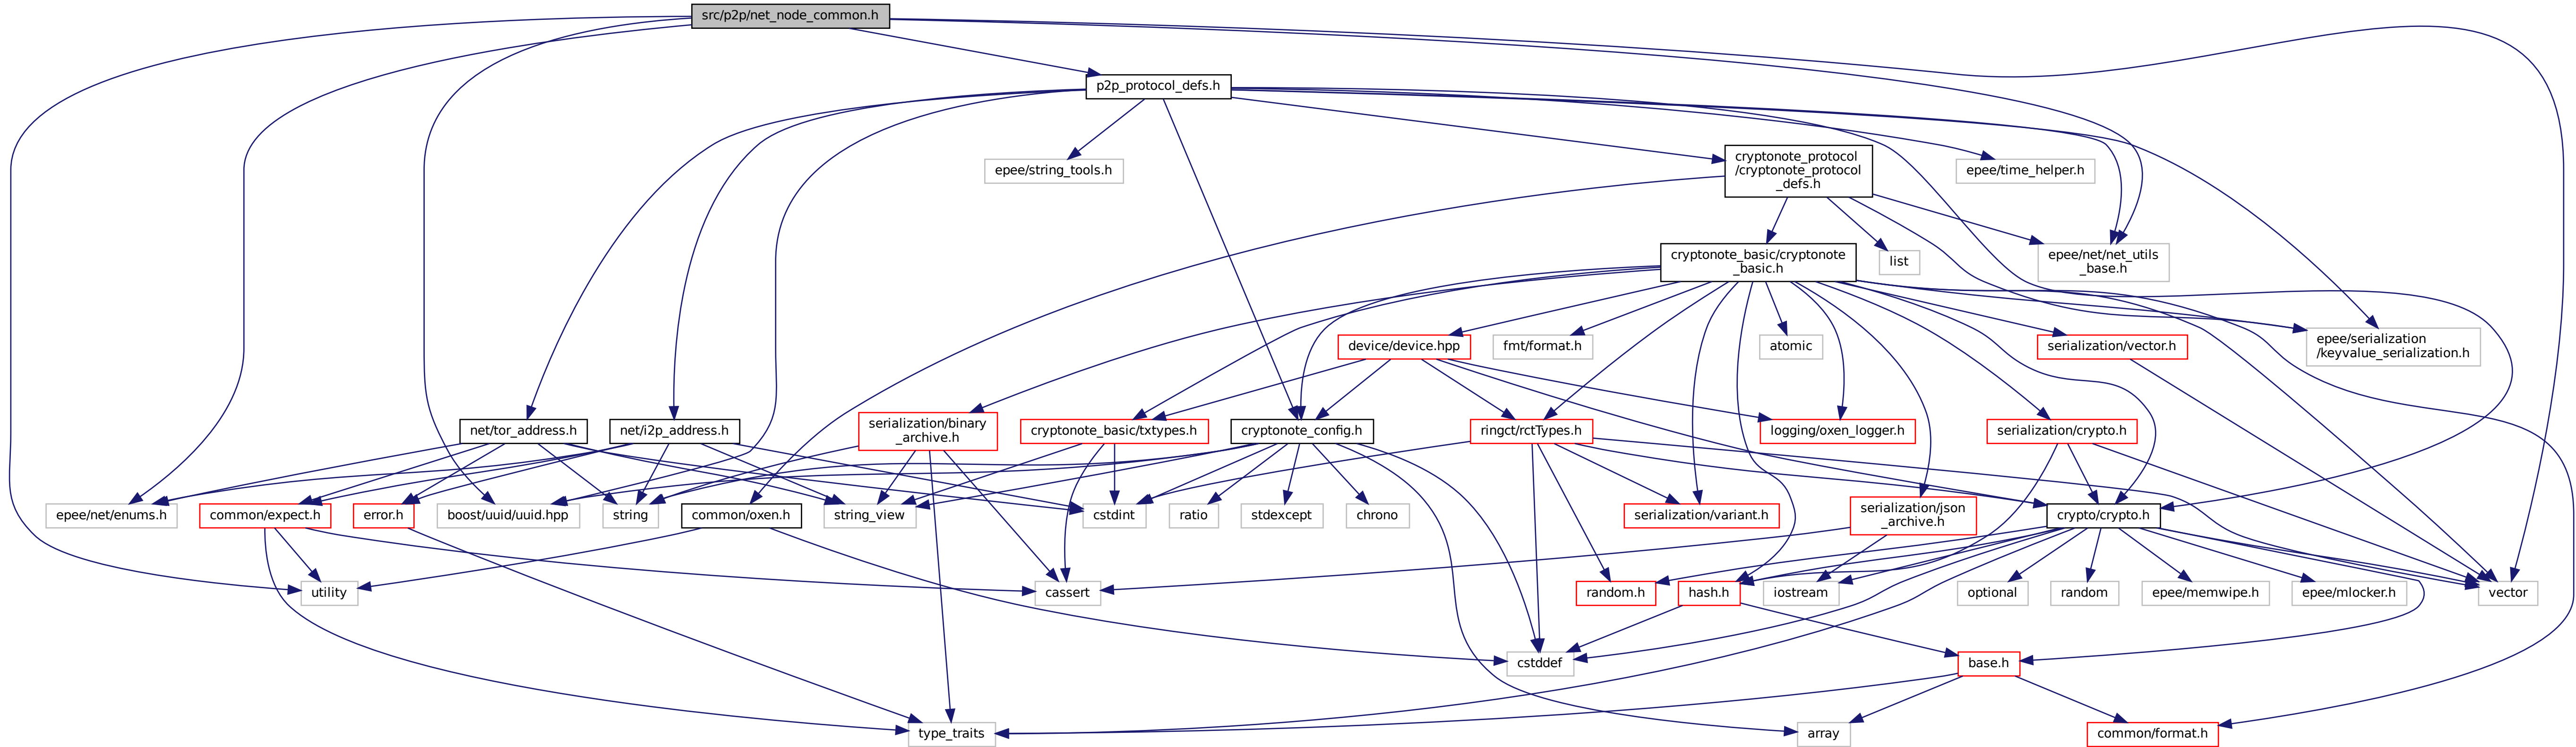 src/p2p/net_node_common.h
p2p_protocol_defs.h
epee/string_tools.h
cryptonote_protocol
/cryptonote_protocol
_defs.h
epee/time_helper.h
cryptonote_basic/cryptonote
_basic.h
list
epee/net/net_utils
_base.h
device/device.hpp
fmt/format.h
atomic
serialization/vector.h
epee/serialization
/keyvalue_serialization.h
net/tor_address.h
net/i2p_address.h
serialization/binary
_archive.h
cryptonote_basic/txtypes.h
cryptonote_config.h
ringct/rctTypes.h
logging/oxen_logger.h
serialization/crypto.h
epee/net/enums.h
common/expect.h
error.h
boost/uuid/uuid.hpp
string
common/oxen.h
string_view
cstdint
ratio
stdexcept
chrono
serialization/variant.h
serialization/json
_archive.h
crypto/crypto.h
utility
cassert
random.h
hash.h
iostream
optional
random
epee/memwipe.h
epee/mlocker.h
vector
cstddef
base.h
type_traits
array
common/format.h